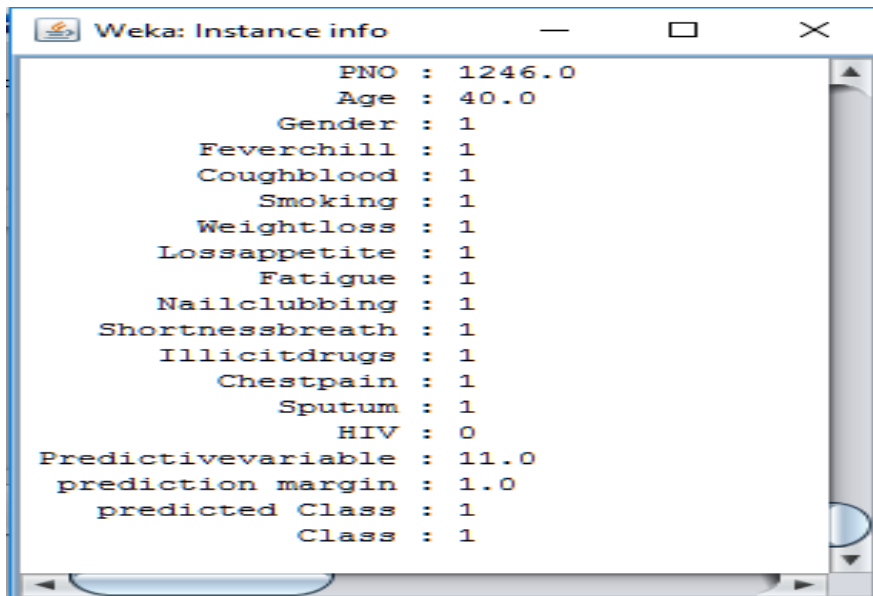 Weka: Instance info
PNO : 1246.0
Age : 40.0
Gender : 1
Feverchill : 1
Coughblood : 1
Smoking : 1
Weightloss : 1
Lossappetite : 1
Fatigue : 1
Nailclubbing : 1
Shortnessbreath : 1
Illicitdrugs : 1
Chestpain : 1
Sputum : 1
HIV : 0
Predictivevariable : 11.0
prediction margin : 1.0
predicted Class : 1
Class : 1